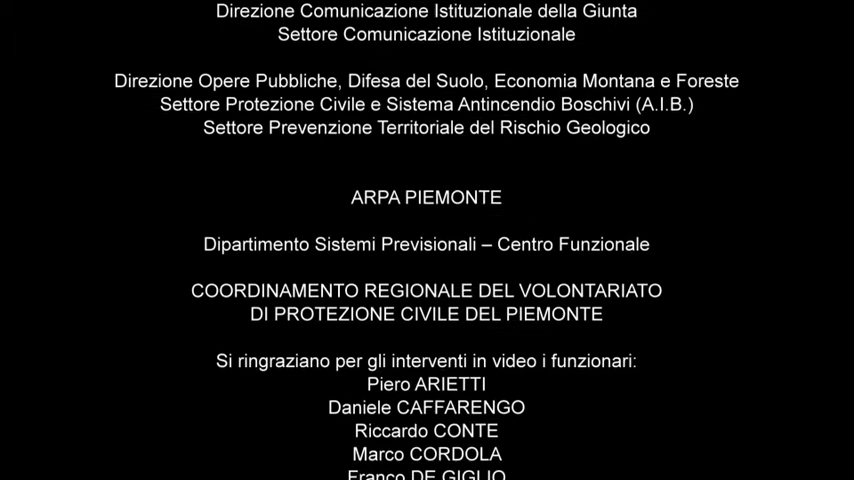 Direzione Comunicazione Istituzionale della Giunta
Settore Comunicazione Istituzionale
Direzione Opere Pubbliche, Difesa del Suolo, Economia Montana e Foreste
Settore Protezione Civile e Sistema Antincendio Boschivi (A.I.B.)
Settore Prevenzione Territoriale del Rischio Geologico
ARPA PIEMONTE
Dipartimento Sistemi Previsionali – Centro Funzionale
COORDINAMENTO REGIONALE DEL VOLONTARIATO
DI PROTEZIONE CIVILE DEL PIEMONTE
Si ringraziano per gli interventi in video i funzionari:
Piero ARIETTI
Daniele CAFFARENGO
Riccardo CONTE
Marco CORDOLA
Franco DE GIGLIO